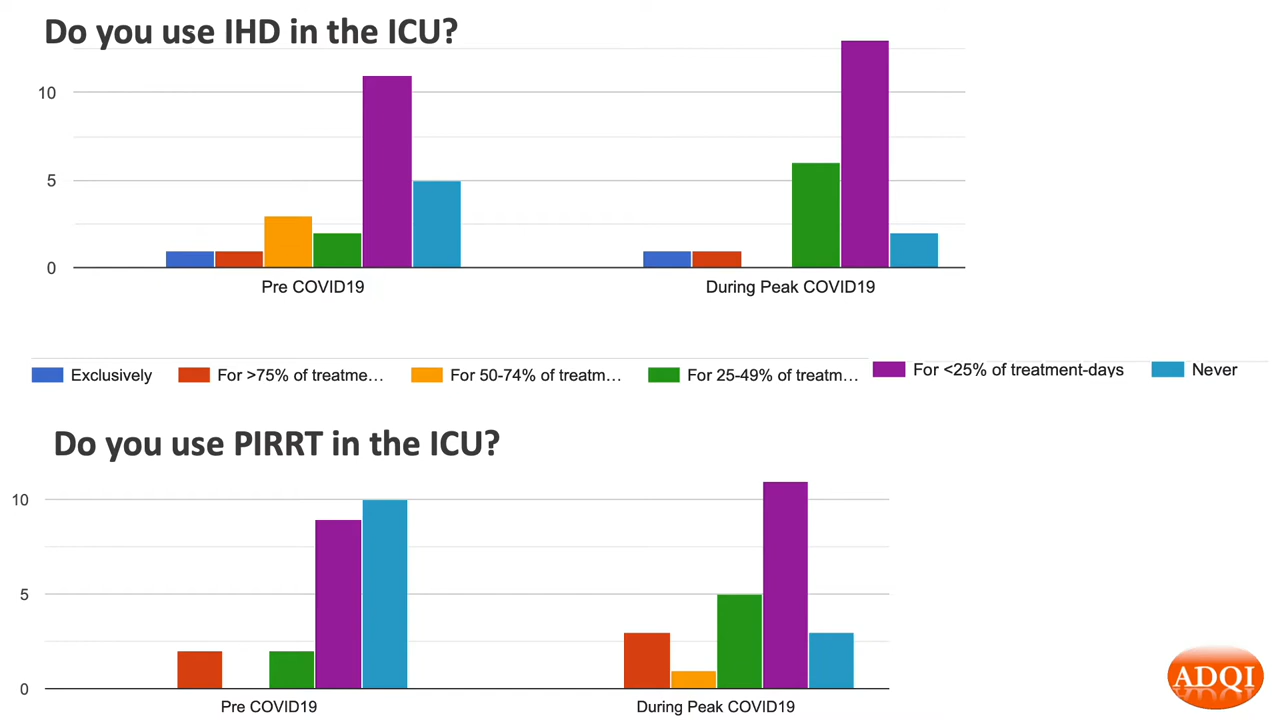 Do you use IHD in the ICU?
10
5
0
Pre COVID19
During Peak COVID19
Exclusively
For >75% of treatme…
For 50-74% of treatm…
For 25-49% of treatm…
For <25% of treatment-days
Never
Do you use PIRRT in the ICU?
10
5
0
Pre COVID19
During Peak COVID19
ADQI